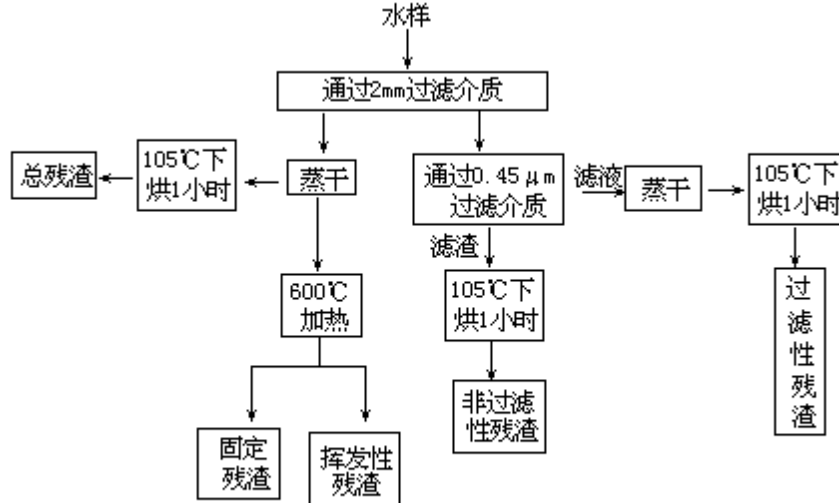 水样
通过2mm过滤介质
总残渣
105℃下
烘1小时
蒸干
通过0.45μm
过滤介质
滤液
蒸干
105℃下
烘1小时
滤渣
600℃
加热
105℃下
烘1小时
过
滤
性
残
渣
固定
残渣
挥发性
残渣
非过滤
性残渣